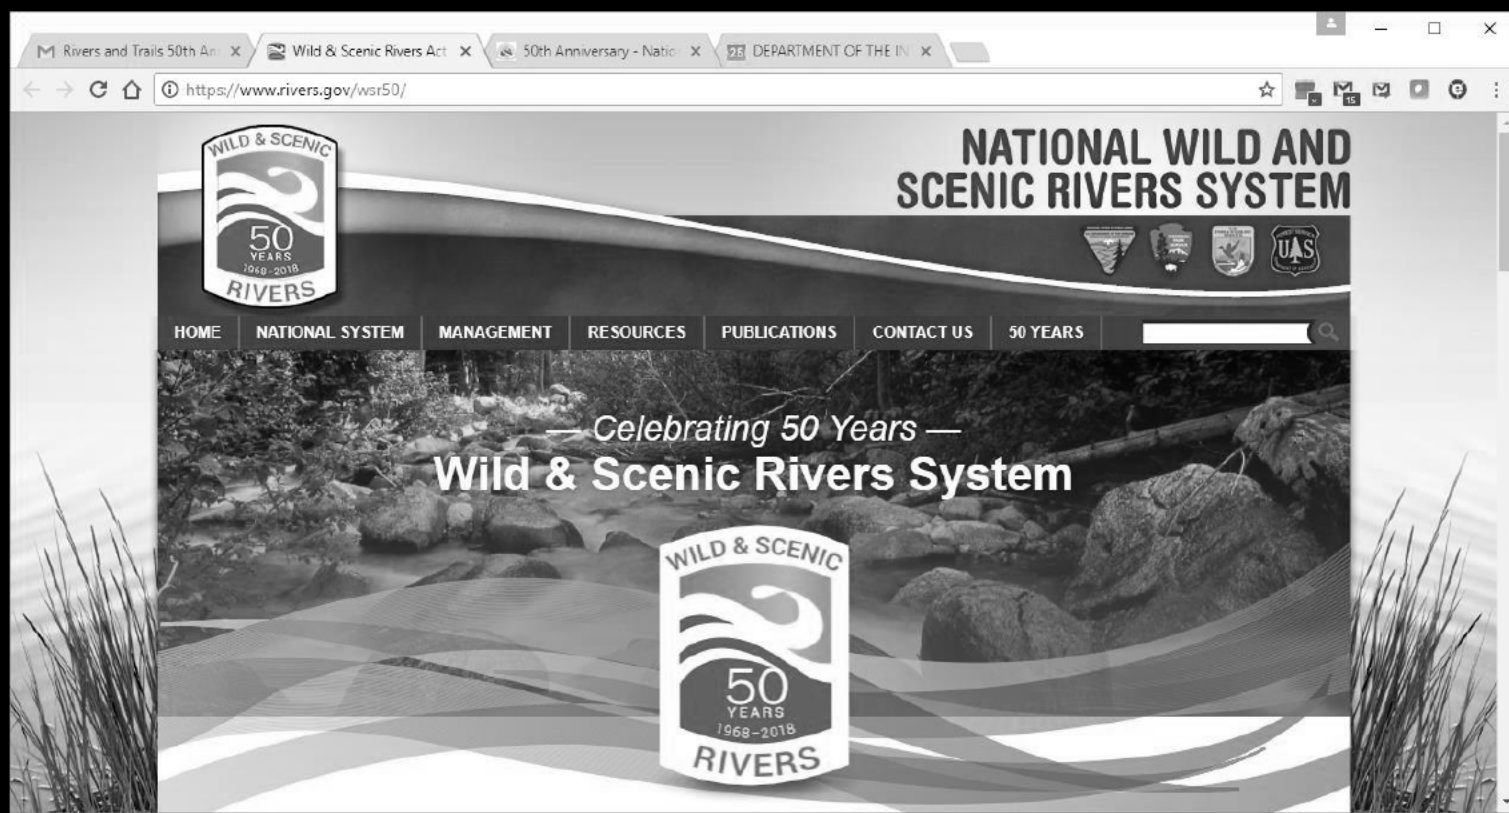 Rivers and Trails 50th An
Wild & Scenic Rivers Act
50th Anniversary - Natio
DEPARTMENT OF THE IN
https://www.rivers.gov/wsr50/
15
WILD & SCENIC
50
YEARS
1968-2018
RIVERS
NATIONAL WILD AND
SCENIC RIVERS SYSTEM
UAS
HOME
NATIONAL SYSTEM
MANAGEMENT
RESOURCES
PUBLICATIONS
CONTACT US
50 YEARS
— Celebrating 50 Years —
Wild & Scenic Rivers System
WILD & SCENIC
50
YEARS
1968-2018
RIVERS